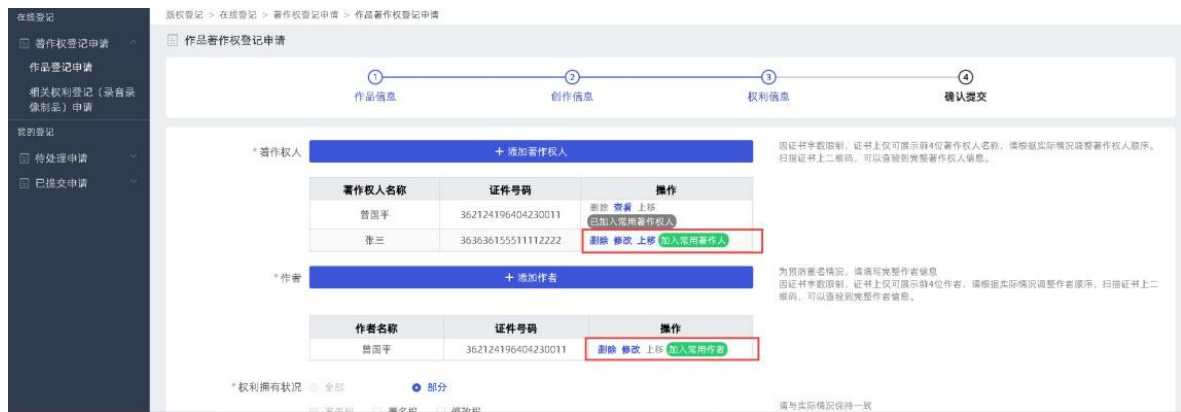 在线登记
著作权登记申请
作品登记申请
相关权利登记（录音录
像制品）申请
我的登记
待处理申请
已提交申请
版权登记 > 在线登记 > 著作权登记申请 > 作品著作权登记申请
作品著作权登记申请
1 2 3 4
作品信息 创作信息 权利信息 确认提交
*著作权人
+ 添加著作权人
因证书字数限制，证书上仅可展示前4位著作权人名称，请根据实际情况调整著作权人顺序。
扫描证书上二维码，可以查验到完整著作权人信息。
著作权人名称 证件号码 操作
曾国平 362124196404230011 删除 查看 上移
已加入常用著作权人
张三 363636155511112222 删除 修改 上移 加入常用著作人
*作者
+ 添加作者
为预防重名情况，请填写完整作者信息
因证书字数限制，证书上仅可展示前4位作者，请根据实际情况调整作者顺序，扫描证书上二
维码，可以查验到完整作者信息。
作者名称 证件号码 操作
曾国平 362124196404230011 删除 修改 上移 加入常用作者
*权利拥有状况 全部 部分
发表权 署名权 修改权
请与实际情况保持一致